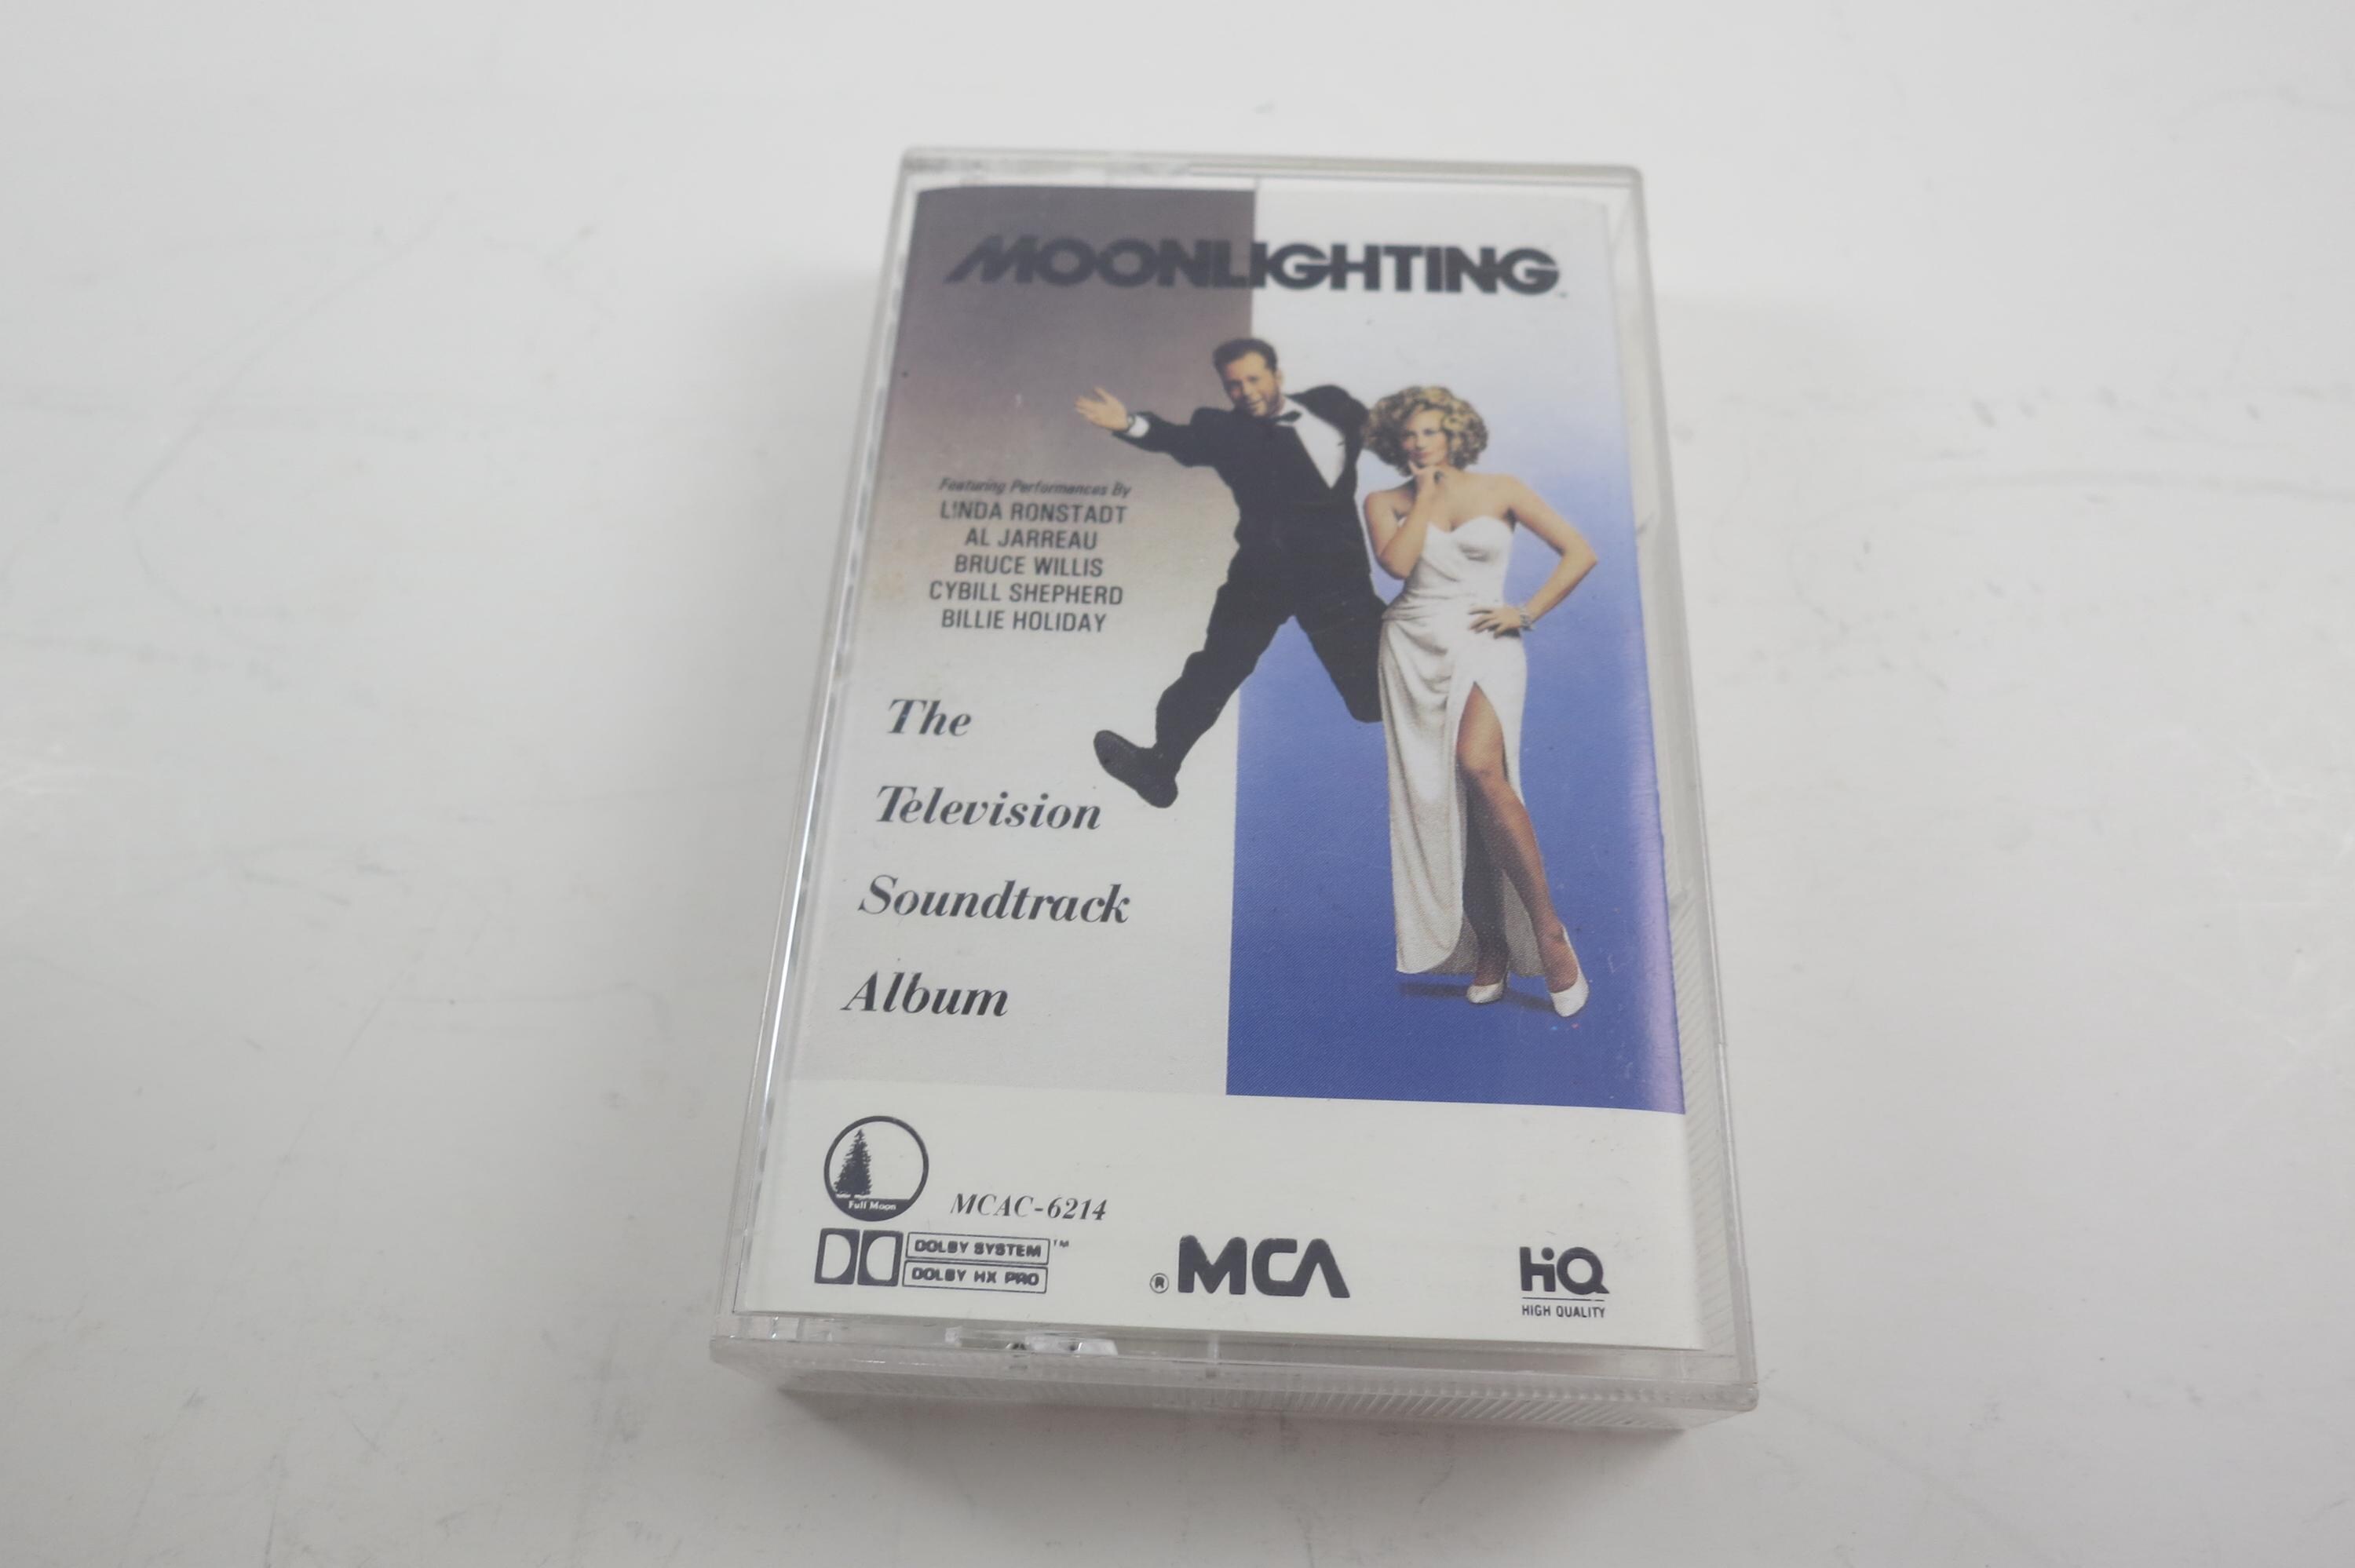 MOONLIGHTING
Featuring Performances By
LINDA RONSTADT
AL JARREAU
BRUCE WILLIS
CYBILL SHEPHERD
BILLIE HOLIDAY
The
Television
Soundtrack
Album
Full Moon
MCAC-6214
DOLBY SYSTEM™
DOLBY HX PRO
® MCA
HiQ
HIGH QUALITY